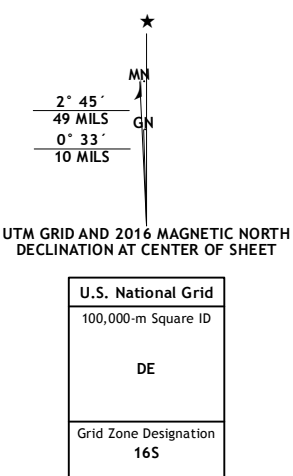 ★
MN
2° 45´
49 MILS
GN
0° 33´
10 MILS
UTM GRID AND 2016 MAGNETIC NORTH
DECLINATION AT CENTER OF SHEET
U.S. National Grid
100,000-m Square ID
DE
Grid Zone Designation
16S